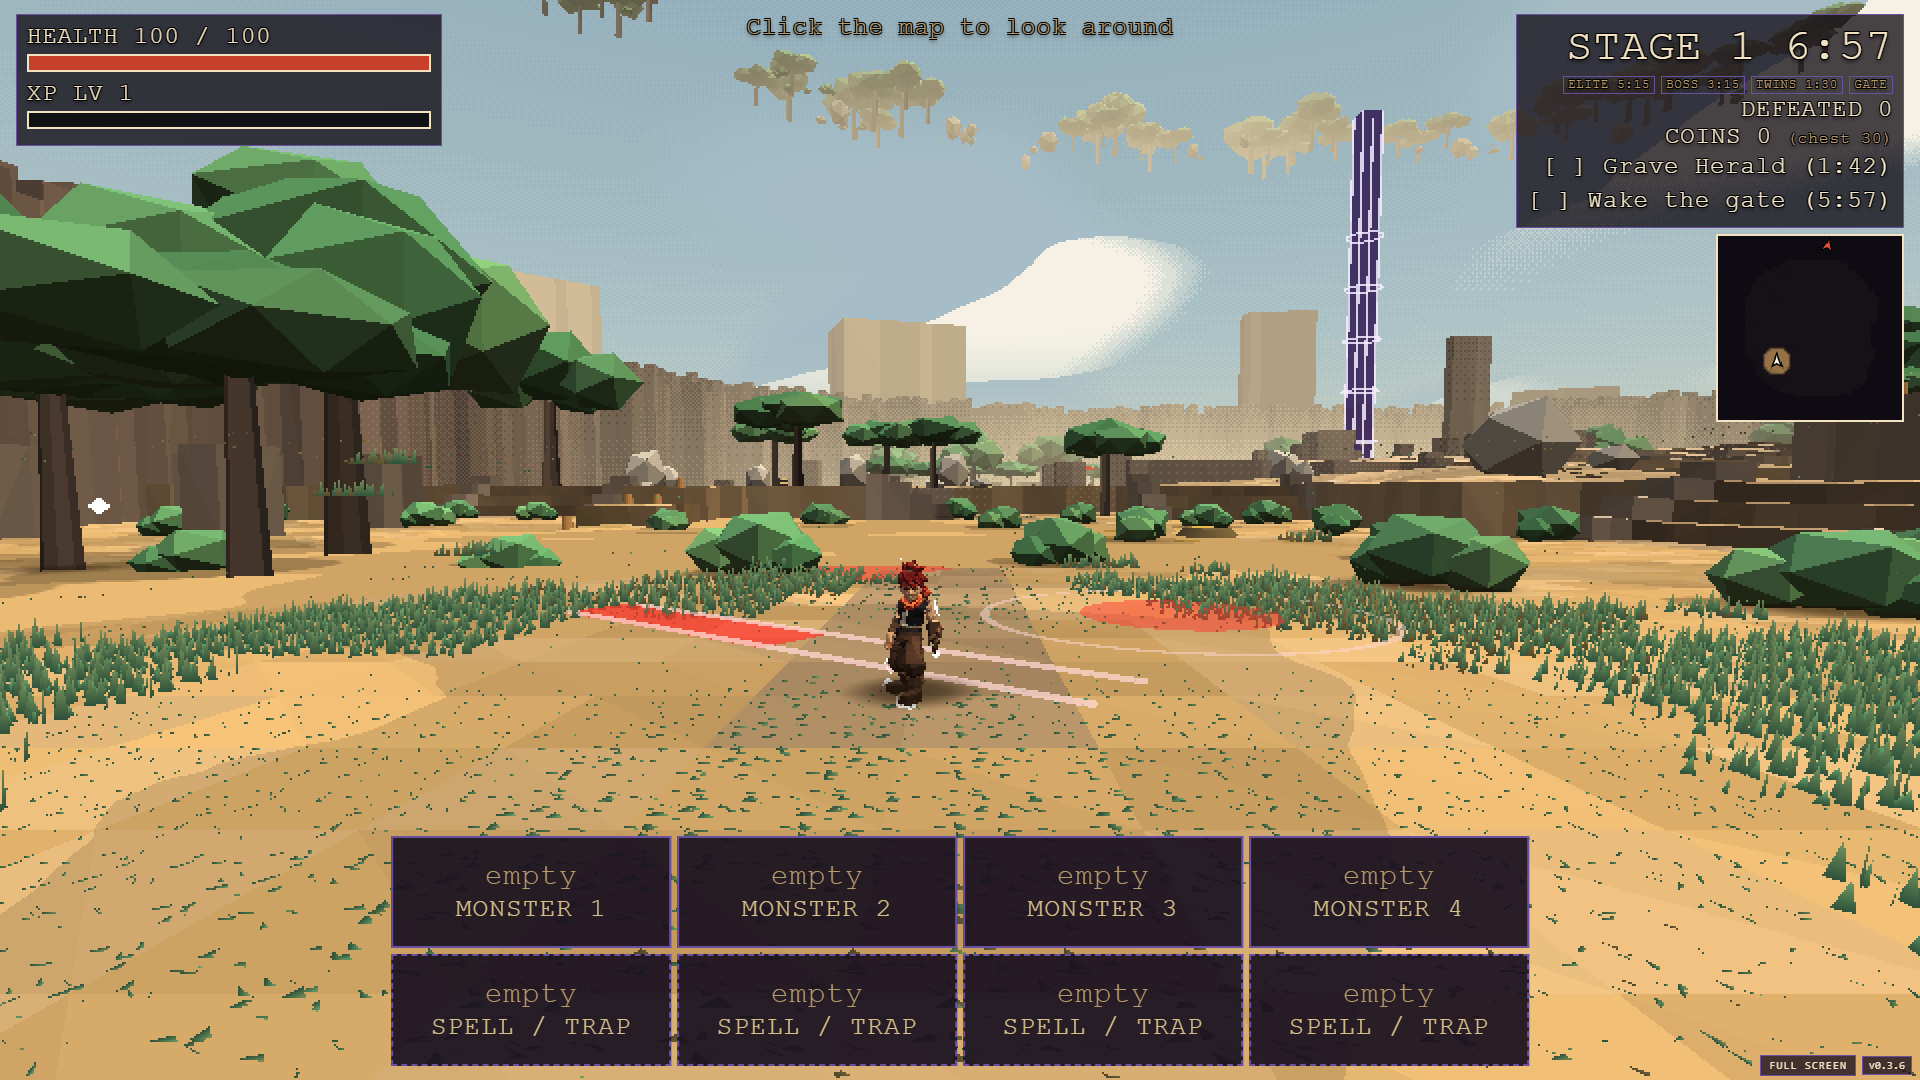 HEALTH 100 / 100
XP LV 1
Click the map to look around
STAGE 1 6:57
ELITE 5:15 BOSS 3:15 TWINS 1:30 GATE
DEFEATED 0
COINS 0 (chest 30)
[ ] Grave Herald (1:42)
[ ] Wake the gate (5:57)
empty empty empty empty
MONSTER 1 MONSTER 2 MONSTER 3 MONSTER 4
empty empty empty empty
SPELL / TRAP SPELL / TRAP SPELL / TRAP SPELL / TRAP
FULL SCREEN v0.3.6